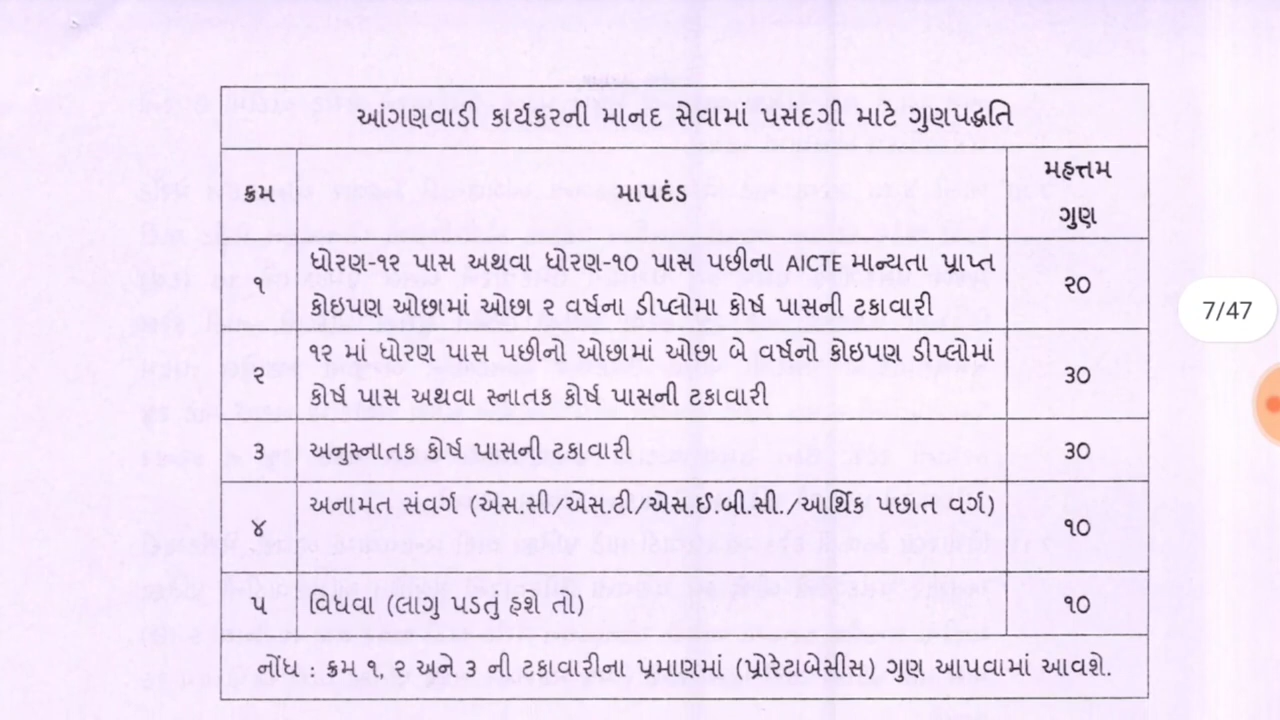 આંગણવાડી કાર્યકરની માનદ સેવામાં પસંદગી માટે ગુણપદ્ધતિ
ક્રમ માપદંડ મહત્તમ
ગુણ
૧ ધોરણ-૧૨ પાસ અથવા ધોરણ-૧૦ પાસ પછીના AICTE માન્યતા પ્રાપ્ત
કોઇપણ ઓછામાં ઓછા ૨ વર્ષના ડીપ્લોમા કોર્ષ પાસની ટકાવારી ૨૦
૨ ૧૨ માં ધોરણ પાસ પછીનો ઓછામાં ઓછા બે વર્ષનો કોઇપણ ડીપ્લોમાં
કોર્ષ પાસ અથવા સ્નાતક કોર્ષ પાસની ટકાવારી ૩૦
૩ અનુસ્નાતક કોર્ષ પાસની ટકાવારી ૩૦
૪ અનામત સંવર્ગ (એસ.સી/એસ.ટી/એસ.ઈ.બી.સી./આર્થિક પછાત વર્ગ) ૧૦
૫ વિધવા (લાગુ પડતું હશે તો) ૧૦
નોંધ : ક્રમ ૧ ૨ અને ૩ ની ટકાવારીના પ્રમાણમાં (પોરેટાબેસીસ) ગુણ આપવામાં આવશે.
7/47